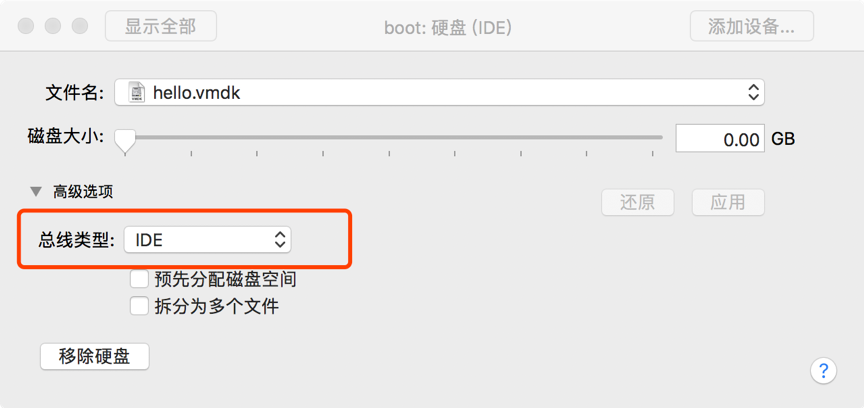 显示全部
boot: 硬盘 (IDE)
添加设备...
文件名: hello.vmdk
磁盘大小: 0.00 GB
高级选项
还原
应用
总线类型: IDE
预先分配磁盘空间
拆分为多个文件
移除硬盘
?